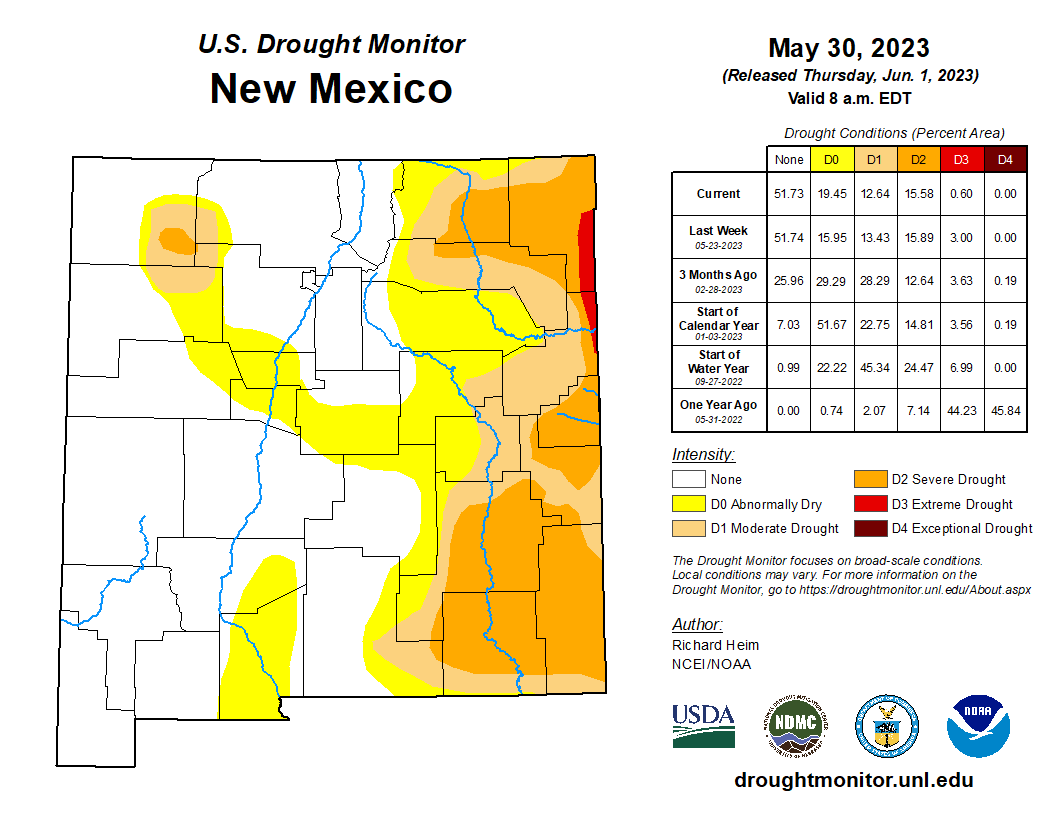 U.S. Drought Monitor
New Mexico
May 30, 2023
(Released Thursday, Jun. 1, 2023)
Valid 8 a.m. EDT
Drought Conditions (Percent Area)
None D0 D1 D2 D3 D4
Current 51.73 19.45 12.64 15.58 0.60 0.00
Last Week
05-23-2023
51.74 15.95 13.43 15.89 3.00 0.00
3 Months Ago
02-28-2023
25.96 29.29 28.29 12.64 3.63 0.19
Start of
Calendar Year
01-03-2023
7.03 51.67 22.75 14.81 3.56 0.19
Start of
Water Year
09-27-2022
0.99 22.22 45.34 24.47 6.99 0.00
One Year Ago
05-31-2022
0.00 0.74 2.07 7.14 44.23 45.84
Intensity:
None
D0 Abnormally Dry
D1 Moderate Drought
D2 Severe Drought
D3 Extreme Drought
D4 Exceptional Drought
The Drought Monitor focuses on broad-scale conditions.
Local conditions may vary. For more information on the
Drought Monitor, go to https://droughtmonitor.unl.edu/About.aspx
Author:
Richard Heim
NCEI/NOAA
USDA
NDMC
NOAA
droughtmonitor.unl.edu